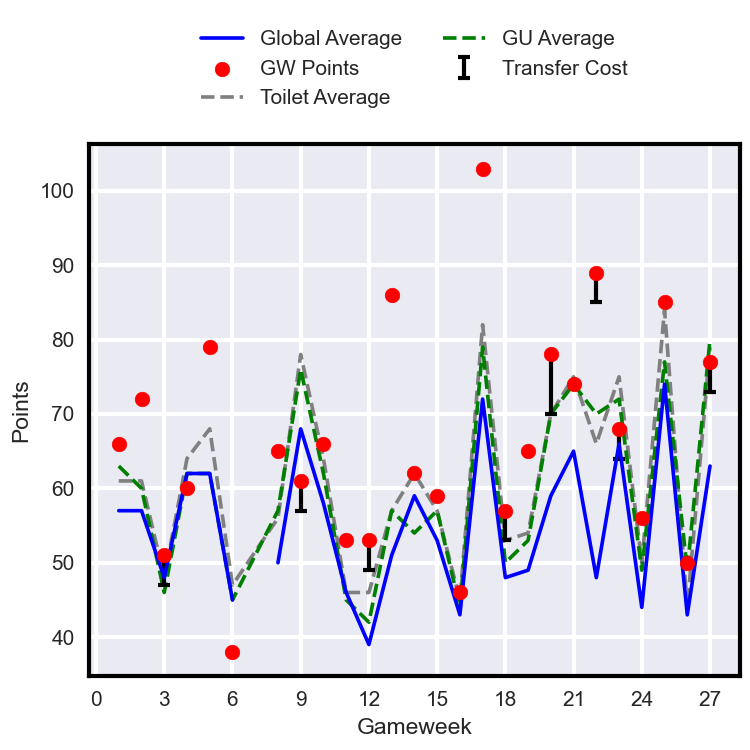 Global Average
GW Points
Toilet Average
GU Average
Transfer Cost
100
90
80
70
60
50
40
Points
0 3 6 9 12 15 18 21 24 27
Gameweek